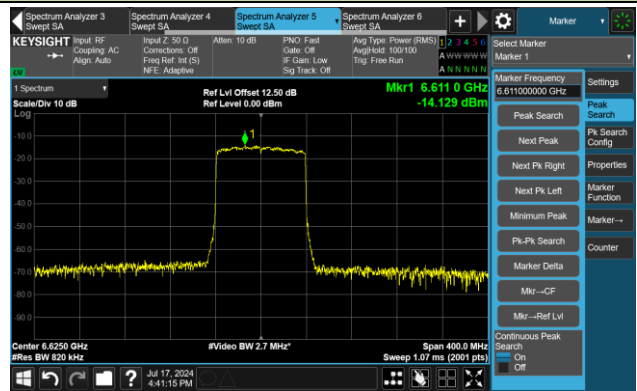 Spectrum Analyzer 3
Swept SA
Spectrum Analyzer 4
Swept SA
Spectrum Analyzer 5
Swept SA
Spectrum Analyzer 6
Swept SA
Marker
KEYSIGHT
Input: RF
Coupling: AC
Align: Auto
Input Z: 50 Ω
Corrections: Off
Freq Ref: Int (S)
NFE: Adaptive
Atten: 10 dB
PNO: Fast
Gate: Off
IF Gain: Low
Sig Track: Off
Avg Type: Power (RMS)
Avg|Hold: 100/100
Trig: Free Run
1 2 3 4 5 6
A W W W W W
A N N N N N
LVI
Select Marker
Marker 1
1 Spectrum
Scale/Div 10 dB
Log
Ref Lvl Offset 12.50 dB
Ref Level 0.00 dBm
Mkr1 6.611 0 GHz
-14.129 dBm
1
-10.0
-20.0
-30.0
-40.0
-50.0
-60.0
-70.0
-80.0
-90.0
Center 6.6250 GHz
#Res BW 820 kHz
#Video BW 2.7 MHz*
Span 400.0 MHz
Sweep 1.07 ms (2001 pts)
Marker Frequency
6.611000000 GHz
Peak Search
Next Peak
Next Pk Right
Next Pk Left
Minimum Peak
Pk-Pk Search
Marker Delta
Mkr→CF
Mkr→Ref Lvl
Continuous Peak
Search
On
Off
Settings
Peak
Search
Pk Search
Config
Properties
Marker
Function
Marker→
Counter
Jul 17, 2024
4:41:15 PM